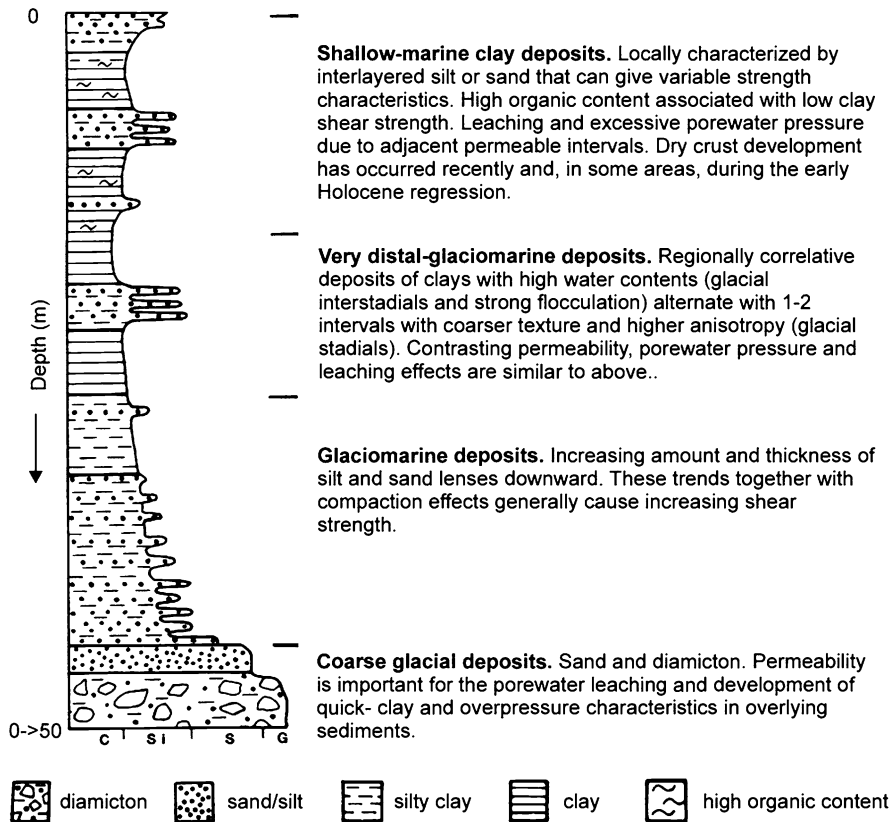 0
Shallow-marine clay deposits. Locally characterized by
interlayered silt or sand that can give variable strength
characteristics. High organic content associated with low clay
shear strength. Leaching and excessive porewater pressure
due to adjacent permeable intervals. Dry crust development
has occurred recently and, in some areas, during the early
Holocene regression.
Very distal-glaciomarine deposits. Regionally correlative
deposits of clays with high water contents (glacial
interstadials and strong flocculation) alternate with 1-2
intervals with coarser texture and higher anisotropy (glacial
stadials). Contrasting permeability, porewater pressure and
leaching effects are similar to above..
Depth (m)
Glaciomarine deposits. Increasing amount and thickness of
silt and sand lenses downward. These trends together with
compaction effects generally cause increasing shear
strength.
Coarse glacial deposits. Sand and diamicton. Permeability
is important for the porewater leaching and development of
quick- clay and overpressure characteristics in overlying
sediments.
0->50
C Si S G
diamicton sand/silt silty clay clay high organic content